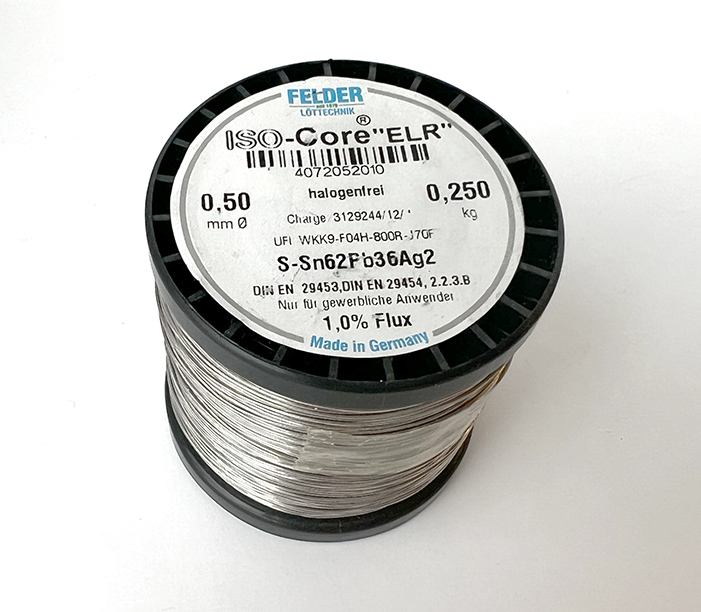 FELDER
seit 1979
LÖTTECHNIK
ISO-Core® "ELR"
4072052010
0,50
mm Ø
halogenfrei
0,250
kg
Charge: 3129244/12/
UFI: WKK9-F04H-800R-J70F
S-Sn62Pb36Ag2
DIN EN 29453,DIN EN 29454, 2.2.3.B
Nur für gewerbliche Anwender
1,0% Flux
Made in Germany